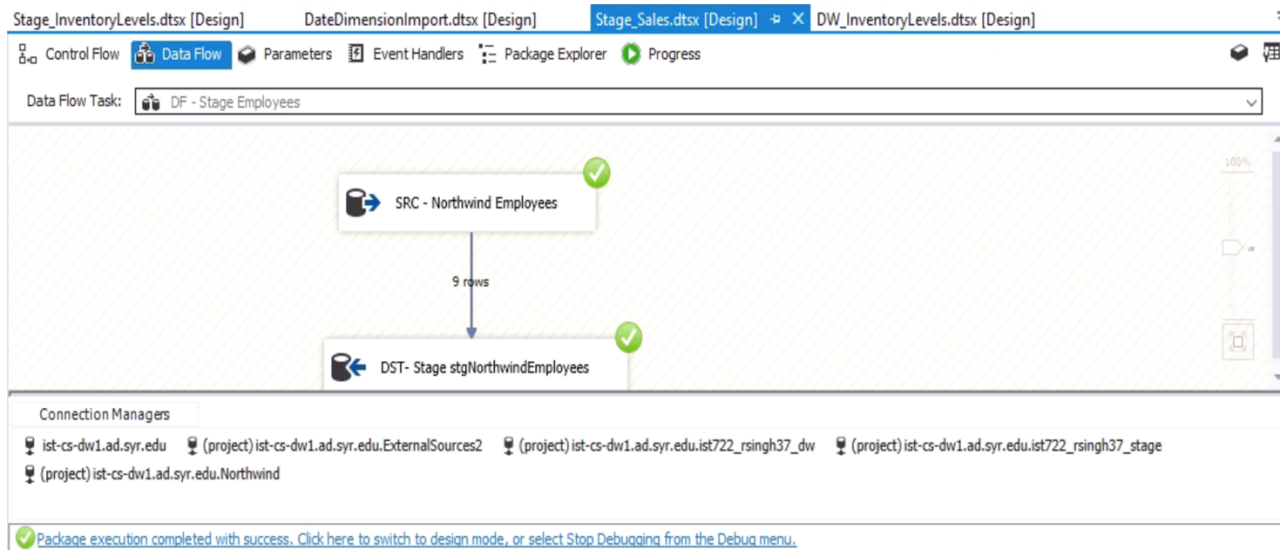 Stage_InventoryLevels.dtsx [Design] DateDimensionImport.dtsx [Design] Stage_Sales.dtsx [Design] DW_InventoryLevels.dtsx [Design]
Control Flow Data Flow Parameters Event Handlers Package Explorer Progress
Data Flow Task: DF - Stage Employees
100%
SRC - Northwind Employees
9 rows
DST- Stage stgNorthwindEmployees
Connection Managers
ist-cs-dw1.ad.syr.edu (project) ist-cs-dw1.ad.syr.edu.ExternalSources2 (project) ist-cs-dw1.ad.syr.edu.ist722_rsingh37_dw (project) ist-cs-dw1.ad.syr.edu.ist722_rsingh37_stage
(project) ist-cs-dw1.ad.syr.edu.Northwind
Package execution completed with success. Click here to switch to design mode, or select Stop Debugging from the Debug menu.